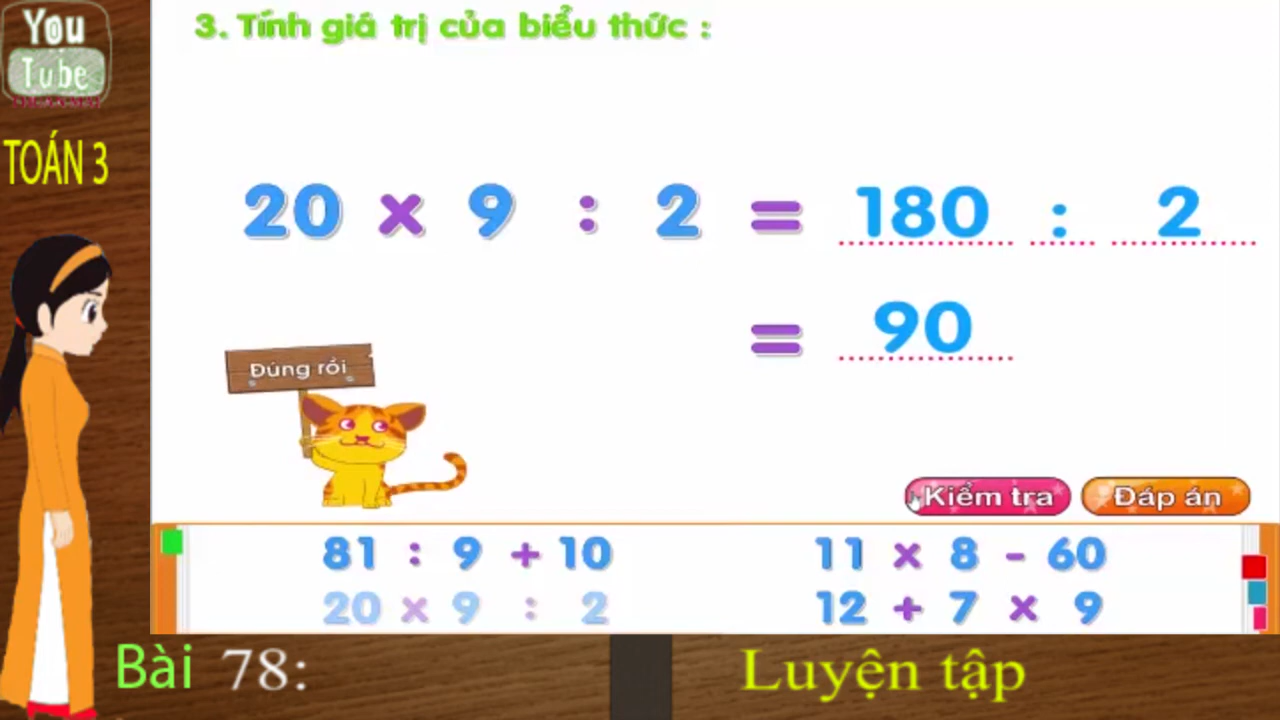 You
Tube
TOÁN 3
3. Tính giá trị của biểu thức :
20 × 9 : 2 = 180 : 2
= 90
Đúng rồi
Kiểm tra Đáp án
81 : 9 + 10 11 × 8 - 60
20 × 9 : 2 12 + 7 × 9
Bài 78: Luyện tập